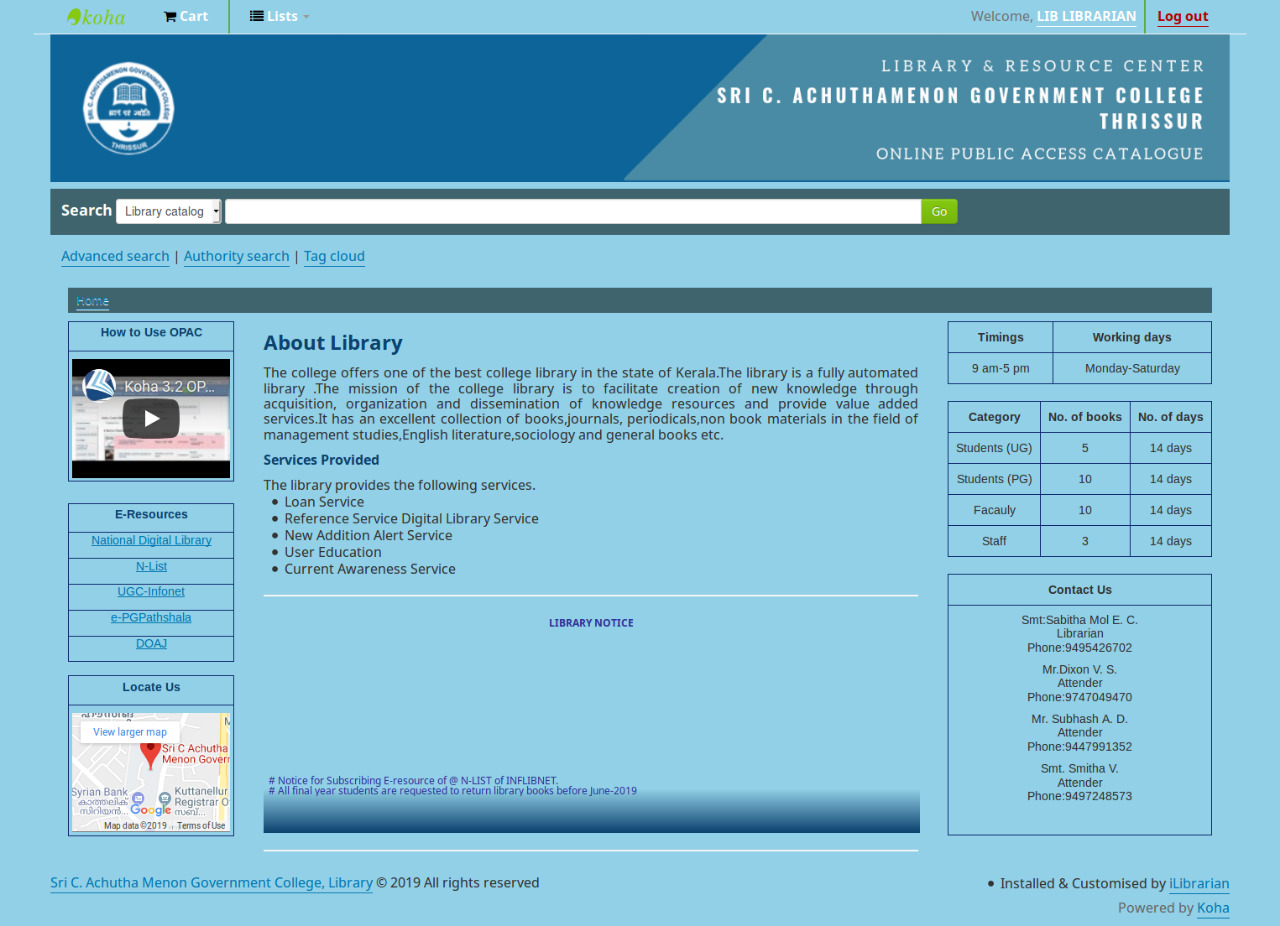 koha Cart Lists Welcome, LIB LIBRARIAN Log out
SRI C. ACHUTHAMENON GOVERNMENT COLLEGE
THRISSUR
LIBRARY & RESOURCE CENTER
SRI C. ACHUTHAMENON GOVERNMENT COLLEGE
THRISSUR
ONLINE PUBLIC ACCESS CATALOGUE
Search Library catalog Go
Advanced search | Authority search | Tag cloud
Home
How to Use OPAC
Koha 3.2 OP...
E-Resources
National Digital Library
N-List
UGC-Infonet
e-PGPathshala
DOAJ
Locate Us
View larger map
Sri C Achutha
Menon Govern
Syrian Bank
കാത്തലിക്
സിറിയൻ...
Kuttanellur
Registrar O
സബ്...
Google
Map data ©2019 Terms of Use
About Library
The college offers one of the best college library in the state of Kerala.The library is a fully automated
library .The mission of the college library is to facilitate creation of new knowledge through
acquisition, organization and dissemination of knowledge resources and provide value added
services.It has an excellent collection of books,journals, periodicals,non book materials in the field of
management studies,English literature,sociology and general books etc.
Services Provided
The library provides the following services.
Loan Service
Reference Service Digital Library Service
New Addition Alert Service
User Education
Current Awareness Service
LIBRARY NOTICE
# Notice for Subscribing E-resource of @ N-LIST of INFLIBNET.
# All final year students are requested to return library books before June-2019
Timings Working days
9 am-5 pm Monday-Saturday
Category No. of books No. of days
Students (UG) 5 14 days
Students (PG) 10 14 days
Facauly 10 14 days
Staff 3 14 days
Contact Us
Smt:Sabitha Mol E. C.
Librarian
Phone:9495426702
Mr.Dixon V. S.
Attender
Phone:9747049470
Mr. Subhash A. D.
Attender
Phone:9447991352
Smt. Smitha V.
Attender
Phone:9497248573
Sri C. Achutha Menon Government College, Library © 2019 All rights reserved
Installed & Customised by iLibrarian
Powered by Koha